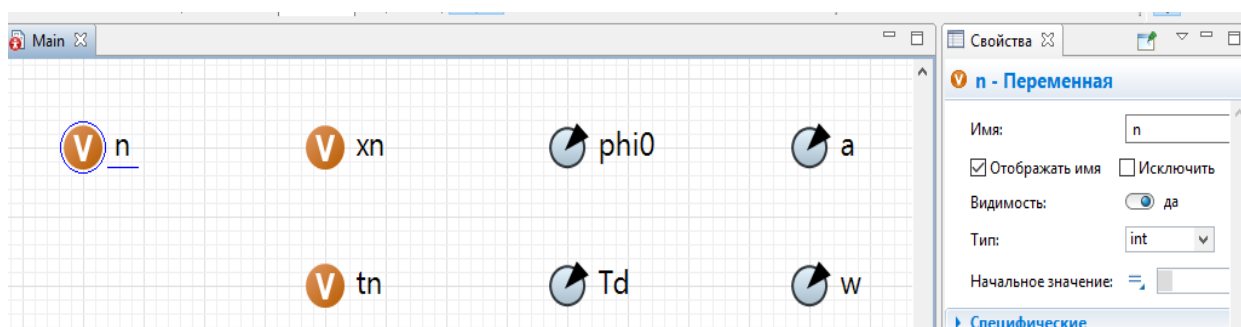 Main
Свойства
V n
V xn
phi0
a
V tn
Td
w
V n - Переменная
Имя: n
Отображать имя Исключить
Видимость: да
Тип: int
Начальное значение:
Специфические